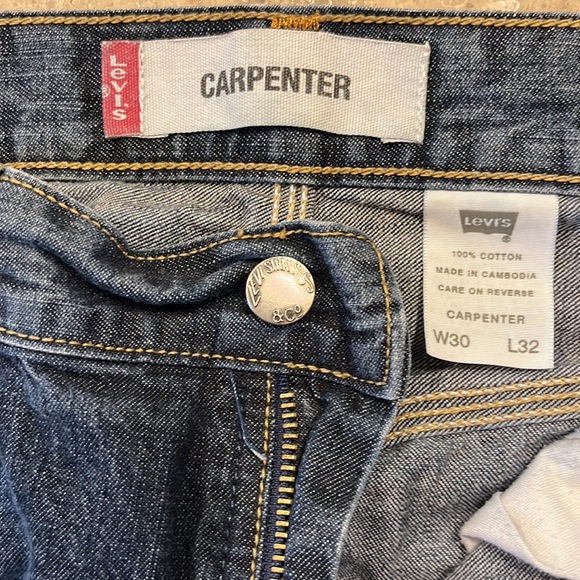 Levi's
®
CARPENTER
LEVI STRAUSS
& Co
Levi's
®
100% COTTON
MADE IN CAMBODIA
CARE ON REVERSE
CARPENTER
W30 L32